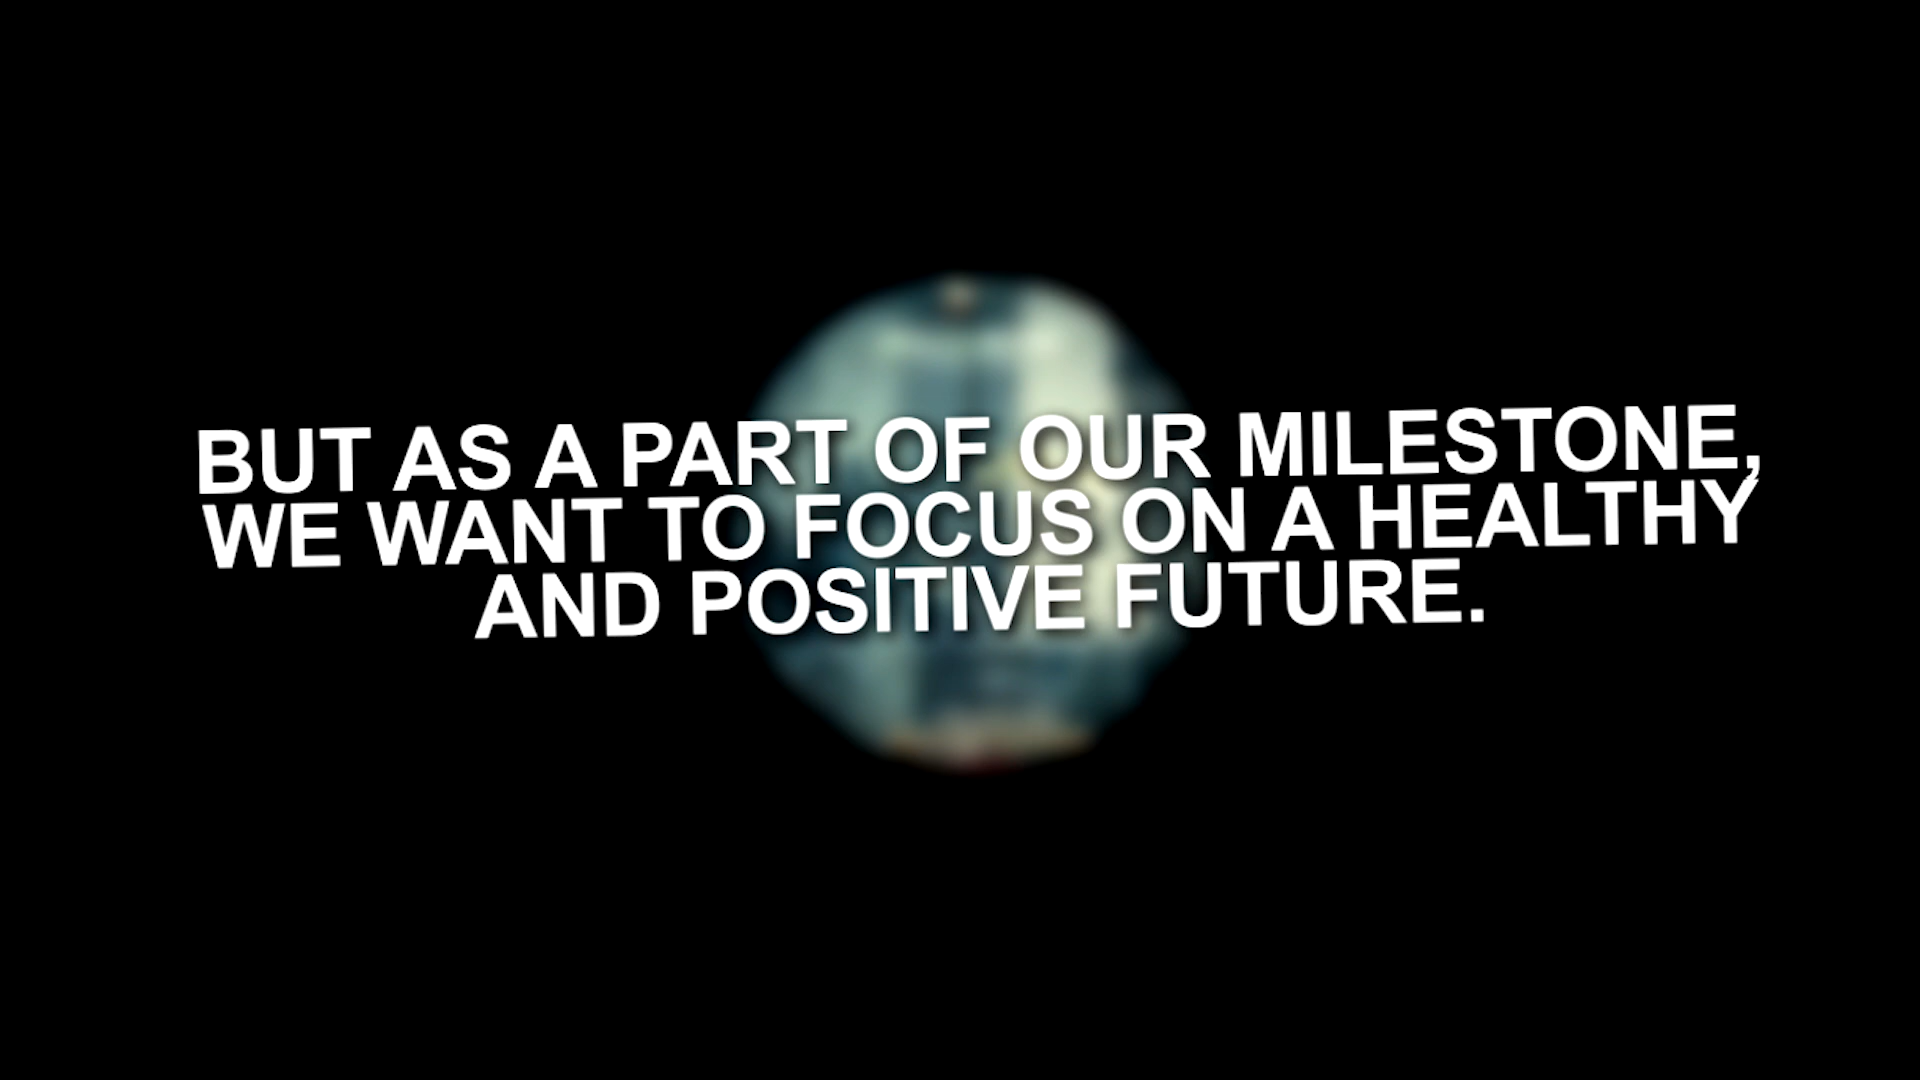 BUT AS A PART OF OUR MILESTONE,
WE WANT TO FOCUS ON A HEALTHY
AND POSITIVE FUTURE.